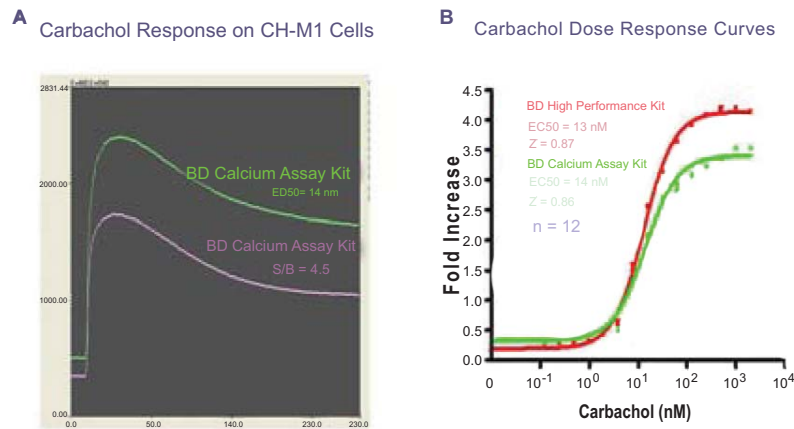 A
Carbachol Response on CH-M1 Cells
2831.44
2000.00
1000.00
0.00
BD Calcium Assay Kit
ED50= 14 nm
BD Calcium Assay Kit
S/B = 4.5
0.0 50.0 140.0 230.0 230.0
B
Carbachol Dose Response Curves
Fold Increase
4.5
4.0
3.5
3.0
2.5
2.0
1.5
1.0
0.5
0.0
BD High Performance Kit
EC50 = 13 nM
Z = 0.87
BD Calcium Assay Kit
EC50 = 14 nM
Z = 0.86
n = 12
0 10-1 100 101 102 103 104
Carbachol (nM)